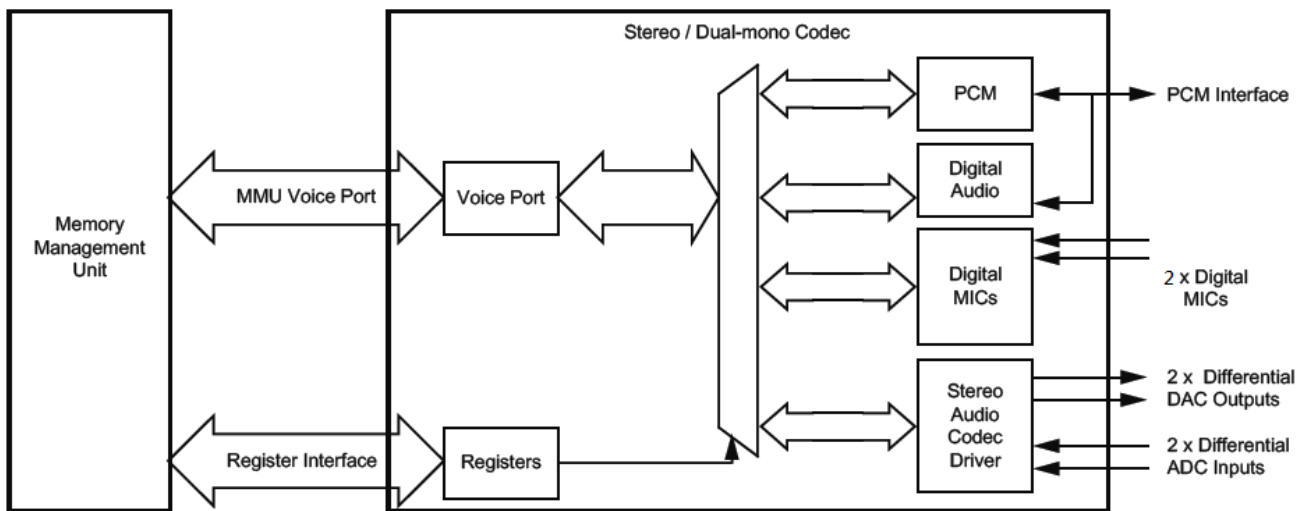 Stereo / Dual-mono Codec
Memory
Management
Unit
MMU Voice Port
Voice Port
PCM
PCM Interface
Digital
Audio
Digital
MICs
2 x Digital
MICs
Register Interface
Registers
Stereo
Audio
Codec
Driver
2 x Differential
DAC Outputs
2 x Differential
ADC Inputs